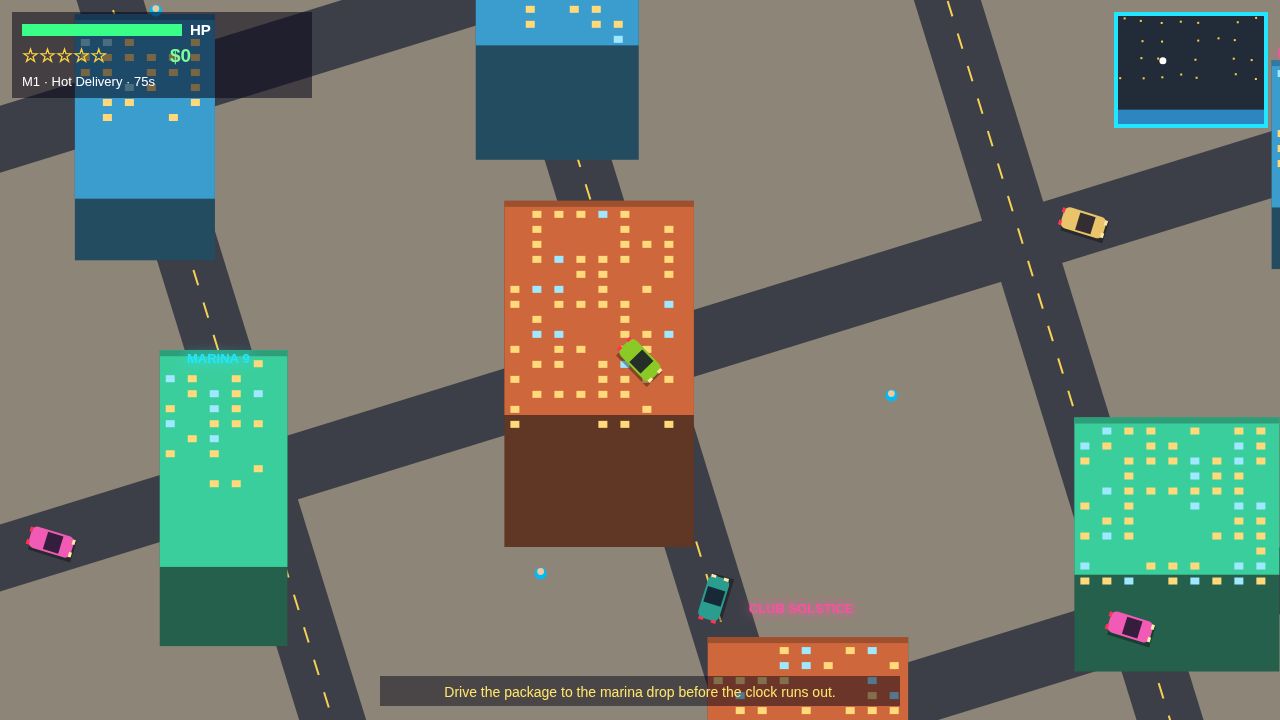 HP
☆☆☆☆☆ $0
M1 · Hot Delivery · 75s
MARINA 9
CLUB SOLSTICE
Drive the package to the marina drop before the clock runs out.